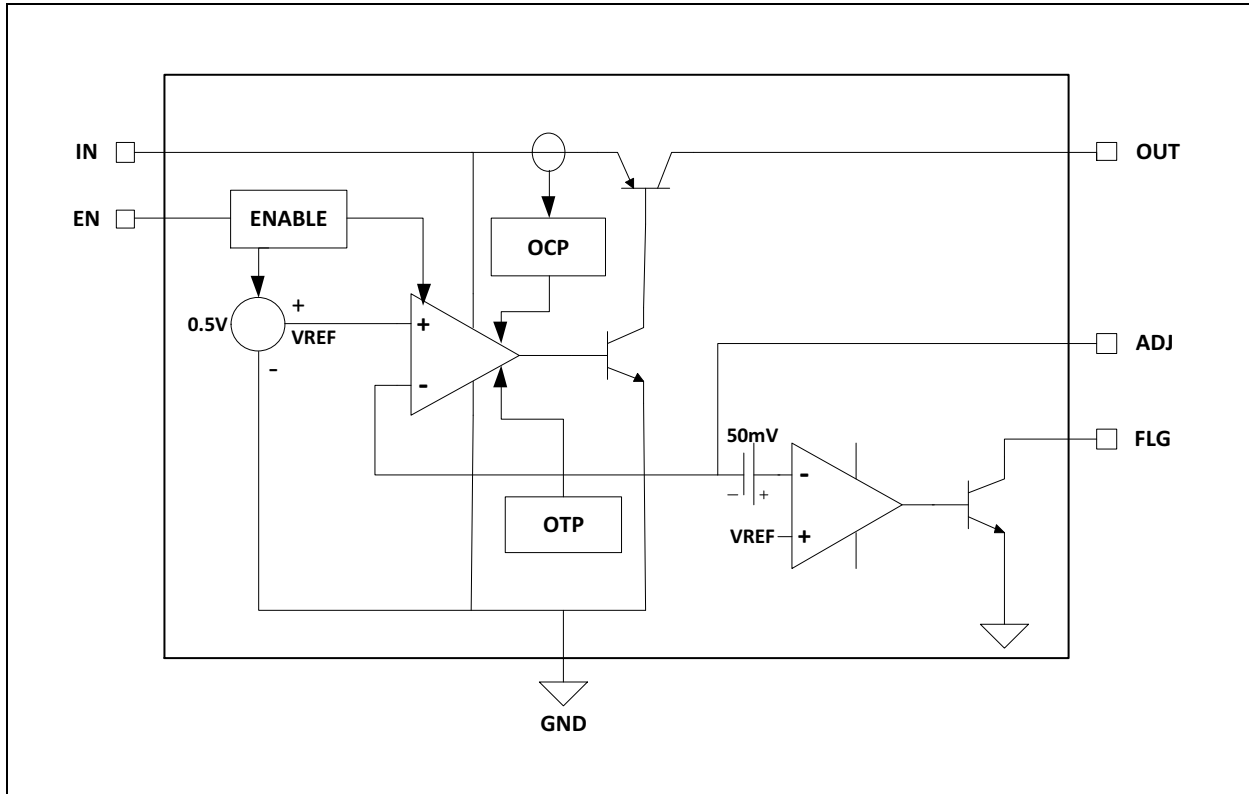 IN
OUT
EN
ENABLE
OCP
0.5V
+
VREF
-
+
-
ADJ
50mV
FLG
- +
-
OTP
VREF
+
GND